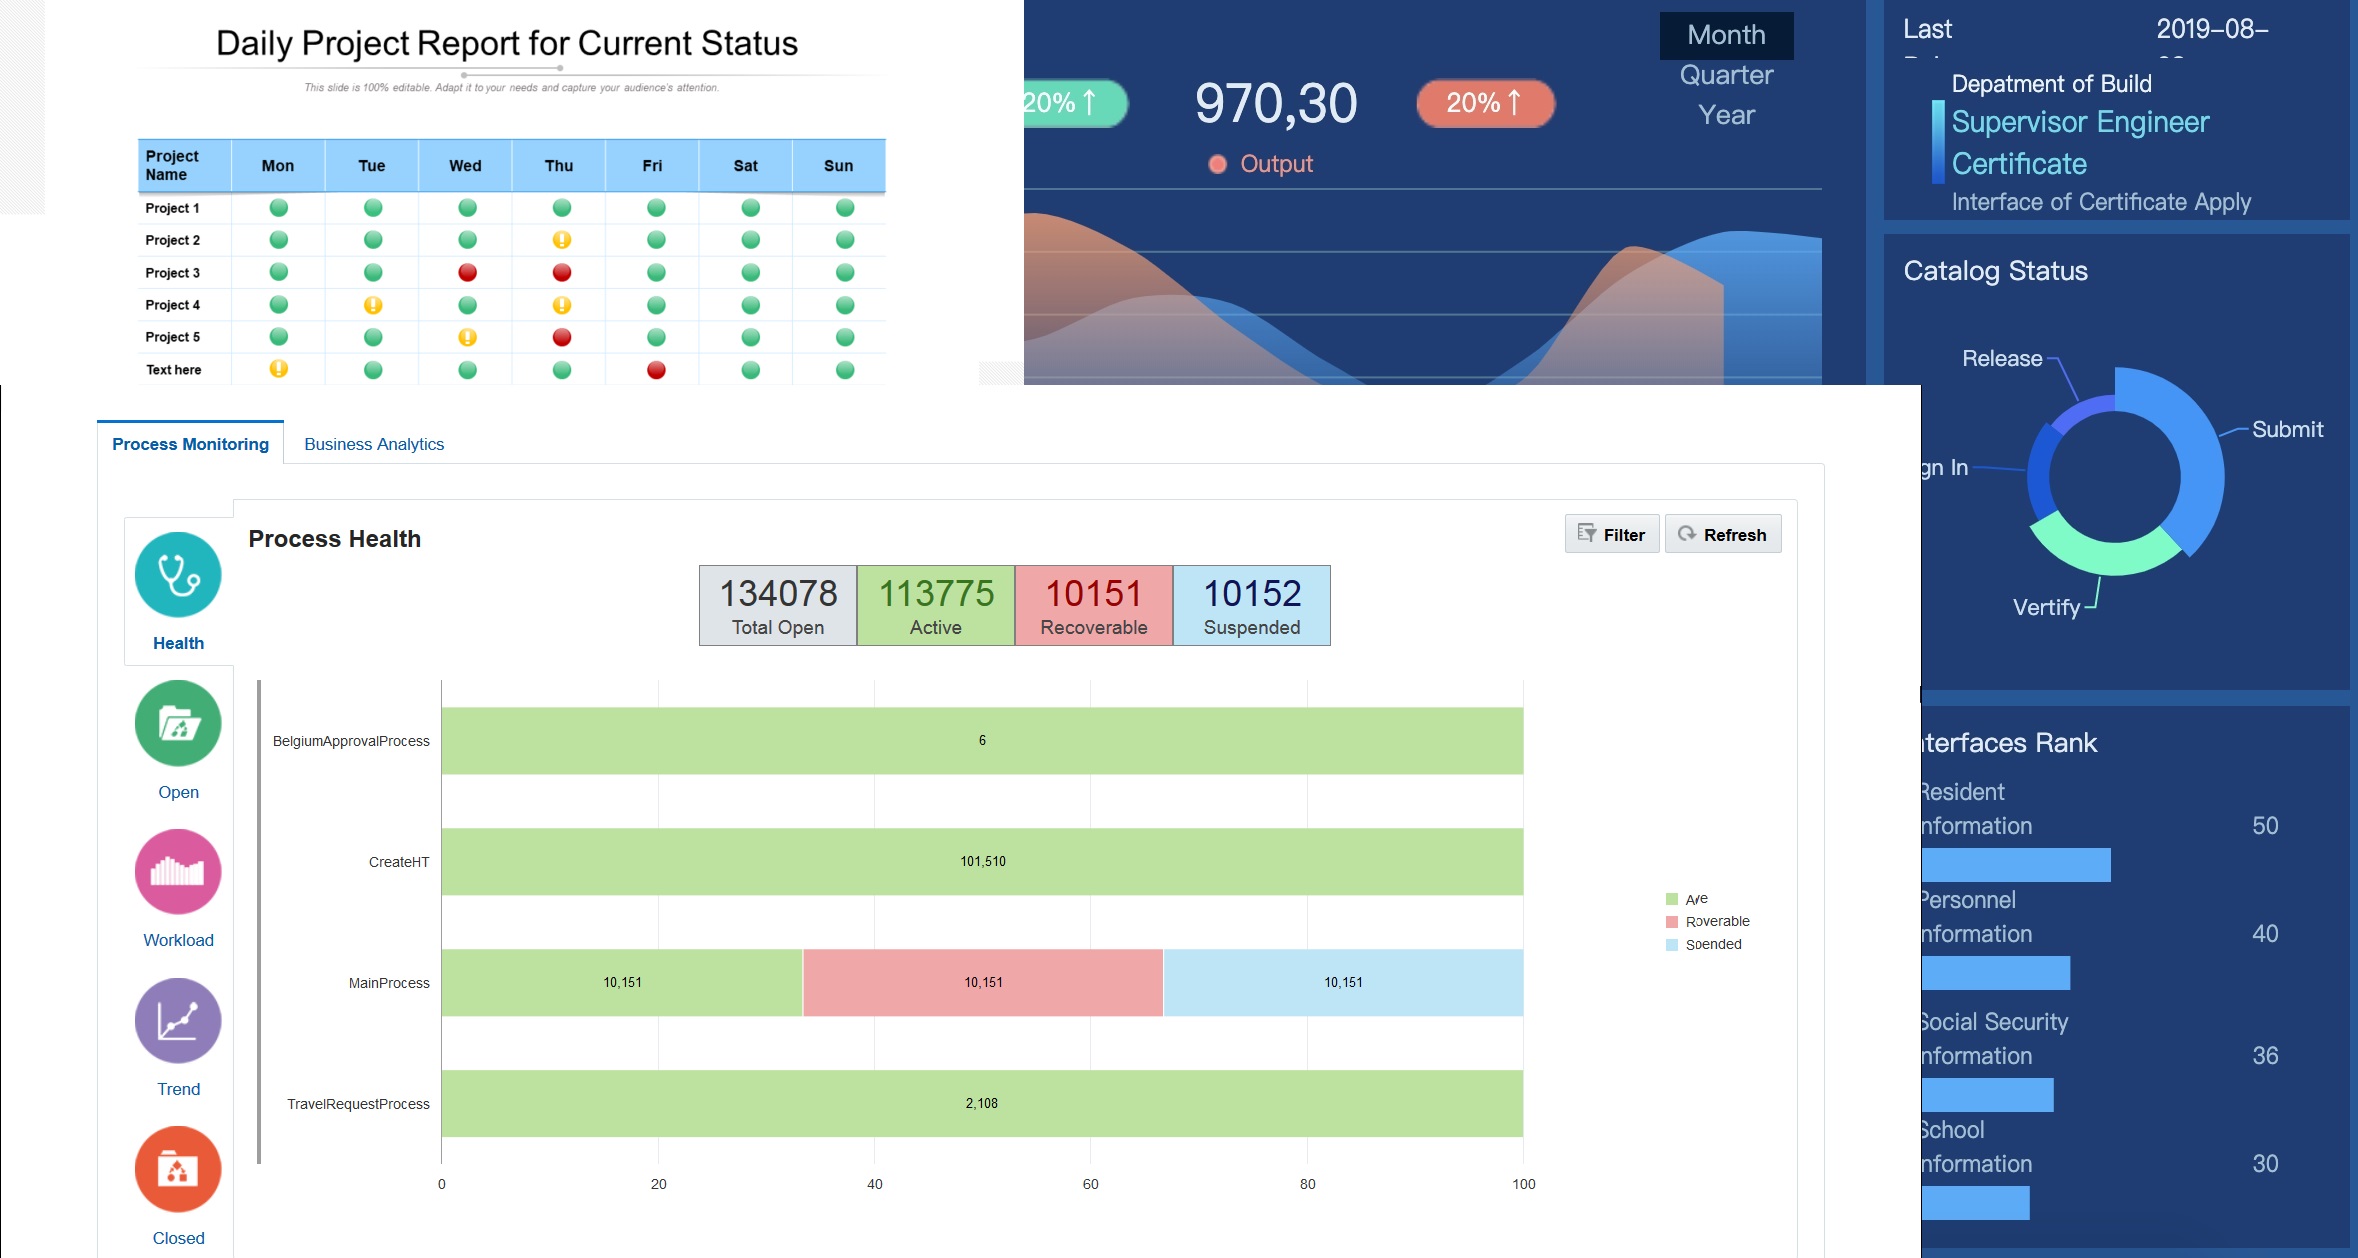 Daily Project Report for Current Status
This slide is 100% editable. Adapt it to your needs and capture your audience's attention.
Project Name Mon Tue Wed Thu Fri Sat Sun
Project 1
Project 2
Project 3
Project 4
Project 5
Text here
20% ↑ 970,30 20% ↑
Output
Month
Quarter
Year
Last 2019-08-
Depatment of Build
Supervisor Engineer
Certificate
Interface of Certificate Apply
Catalog Status
Release
Submit
gn In
Vertify
terfaces Rank
Resident
nformation 50
Personnel
nformation 40
Social Security
nformation 36
School
nformation 30
Process Monitoring Business Analytics
Process Health
Filter Refresh
Health
Open
Workload
Trend
Closed
134078 113775 10151 10152
Total Open Active Recoverable Suspended
BelgiumApprovalProcess 6
CreateHT 101,510
MainProcess 10,151 10,151 10,151
TravelRequestProcess 2,108
0 20 40 60 80 100
Roverable